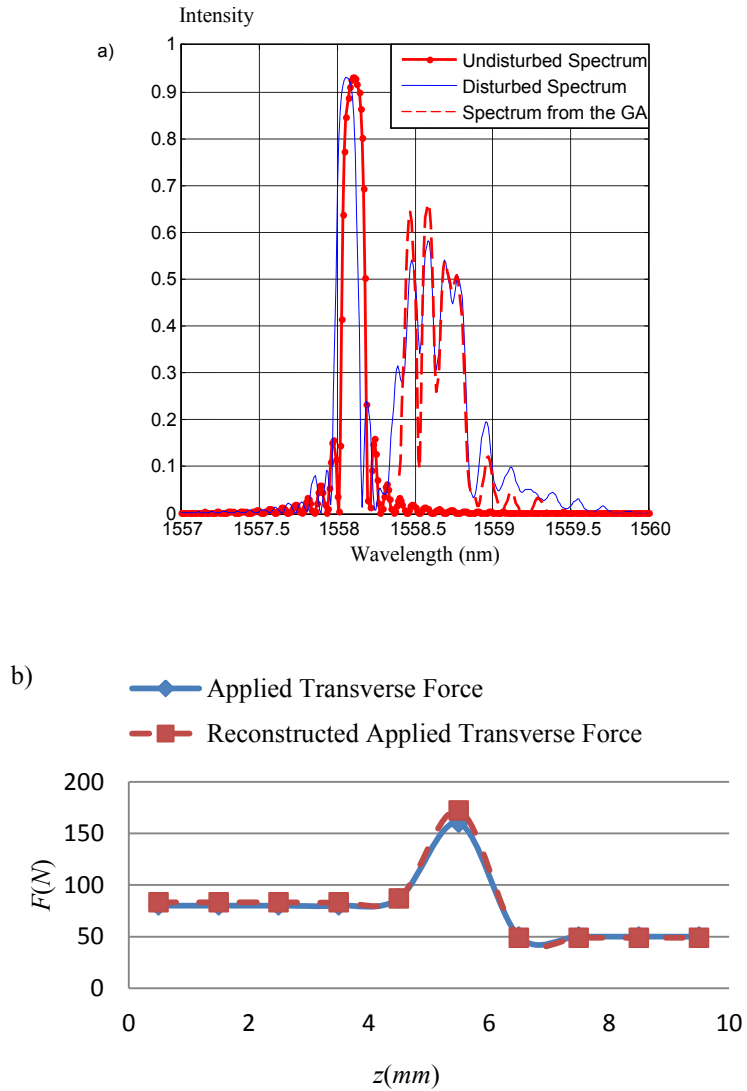 Intensity
a)
1
0.9
0.8
0.7
0.6
0.5
0.4
0.3
0.2
0.1
0
Undisturbed Spectrum
Disturbed Spectrum
Spectrum from the GA
1557 1557.5 1558 1558.5 1559 1559.5 1560
Wavelength (nm)
b)
Applied Transverse Force
Reconstructed Applied Transverse Force
200
150
100
50
0
F(N)
0 2 4 6 8 10
z(mm)